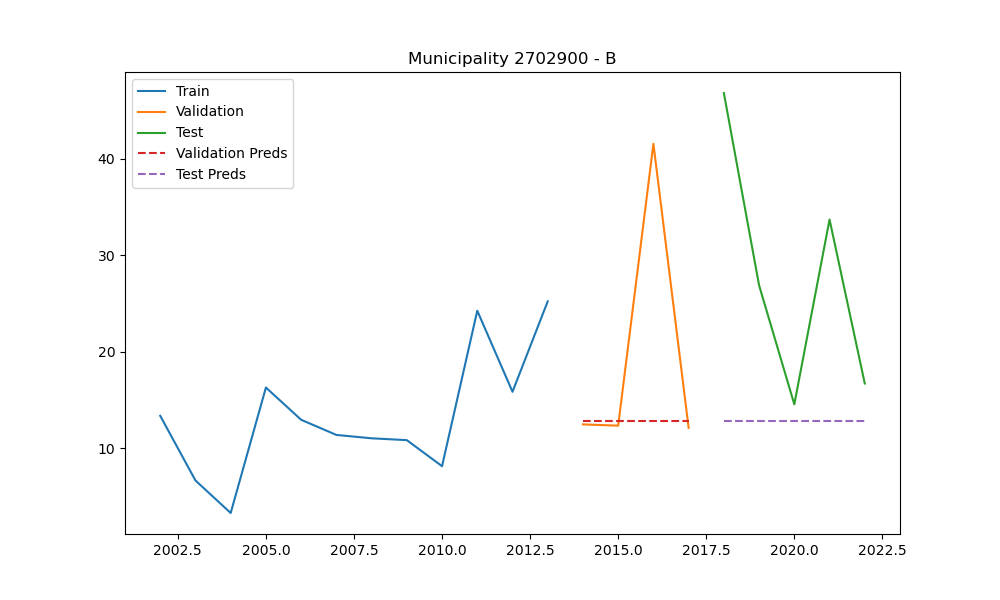 Municipality 2702900 - B
Train
Validation
Test
Validation Preds
Test Preds
40
30
20
10
2002.5 2005.0 2007.5 2010.0 2012.5 2015.0 2017.5 2020.0 2022.5